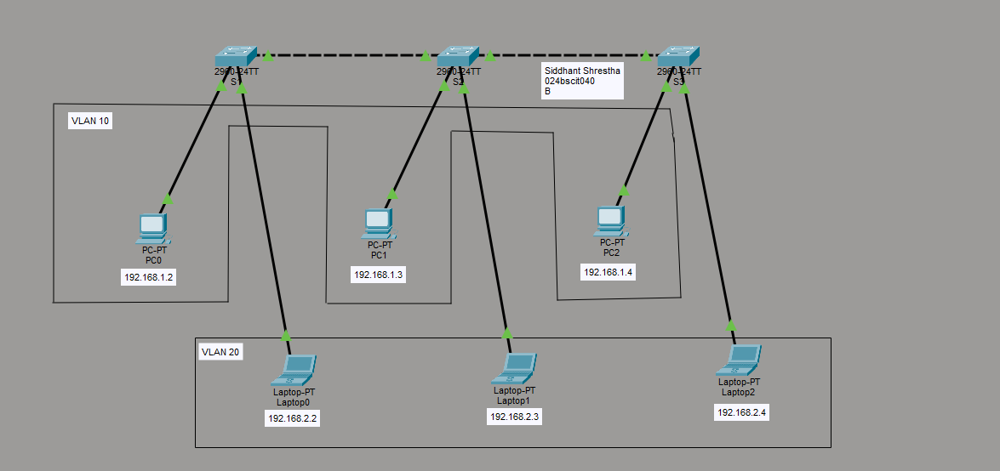 2960-24TT
S1
2960-24TT
S2
2960-24TT
S3
Siddhant Shrestha
024bscit040
B
VLAN 10
PC-PT
PC0
192.168.1.2
PC-PT
PC1
192.168.1.3
PC-PT
PC2
192.168.1.4
VLAN 20
Laptop-PT
Laptop0
192.168.2.2
Laptop-PT
Laptop1
192.168.2.3
Laptop-PT
Laptop2
192.168.2.4